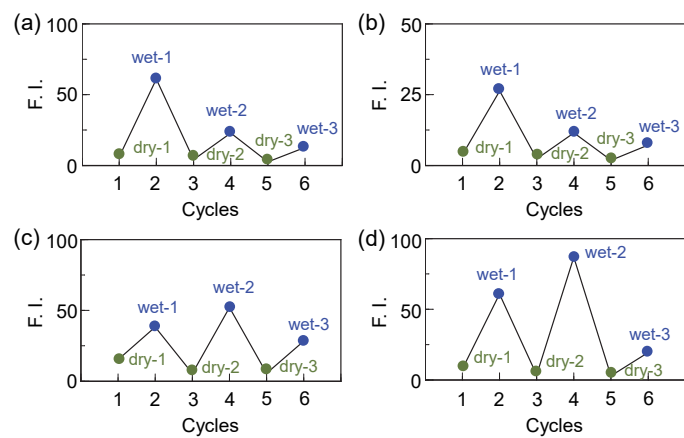 (a)
100
50
0
F. I.
wet-1
wet-2
wet-3
dry-1
dry-2
dry-3
1 2 3 4 5 6
Cycles
(b)
25
50
0
F. I.
wet-1
wet-2
wet-3
dry-1
dry-2
dry-3
1 2 3 4 5 6
Cycles
(c)
100
50
0
F. I.
wet-1
wet-2
wet-3
dry-1
dry-2
dry-3
1 2 3 4 5 6
Cycles
(d)
100
50
0
F. I.
wet-1
wet-2
wet-3
dry-1
dry-2
dry-3
1 2 3 4 5 6
Cycles